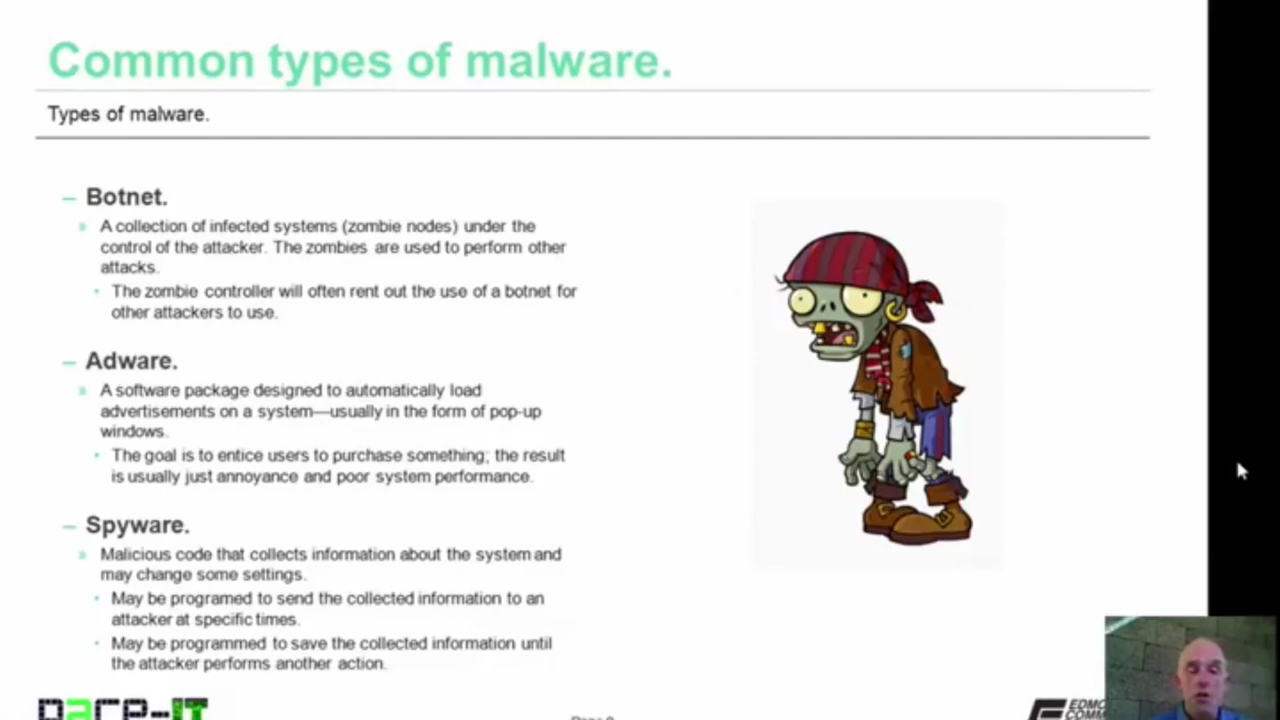 Common types of malware.
Types of malware.
– Botnet.
» A collection of infected systems (zombie nodes) under the
control of the attacker. The zombies are used to perform other
attacks.
• The zombie controller will often rent out the use of a botnet for
other attackers to use.
– Adware.
» A software package designed to automatically load
advertisements on a system—usually in the form of pop-up
windows.
• The goal is to entice users to purchase something; the result
is usually just annoyance and poor system performance.
– Spyware.
» Malicious code that collects information about the system and
may change some settings.
• May be programed to send the collected information to an
attacker at specific times.
• May be programmed to save the collected information until
the attacker performs another action.
pace-IT